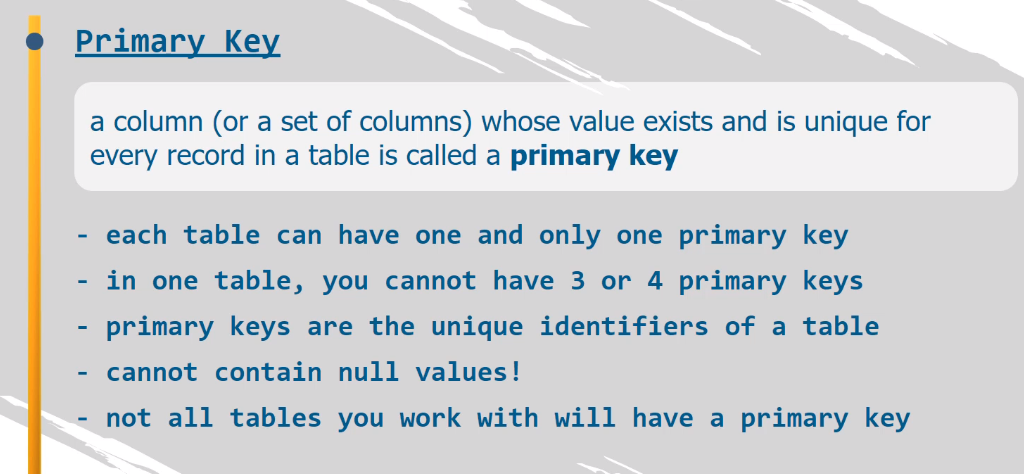 Primary Key
a column (or a set of columns) whose value exists and is unique for
every record in a table is called a primary key
- each table can have one and only one primary key
- in one table, you cannot have 3 or 4 primary keys
- primary keys are the unique identifiers of a table
- cannot contain null values!
- not all tables you work with will have a primary key